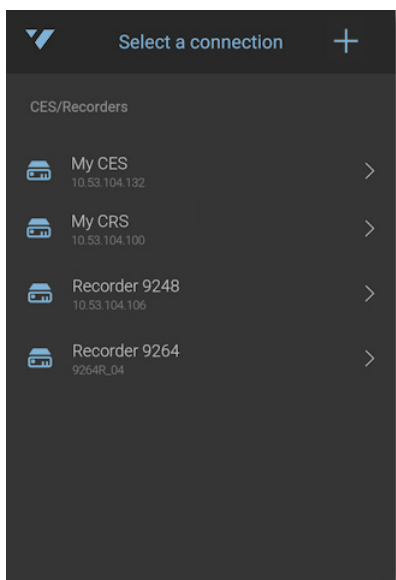 Select a connection
CES/Recorders
My CES
10.53.104.132
My CRS
10.53.104.100
Recorder 9248
10.53.104.106
Recorder 9264
9264R_04